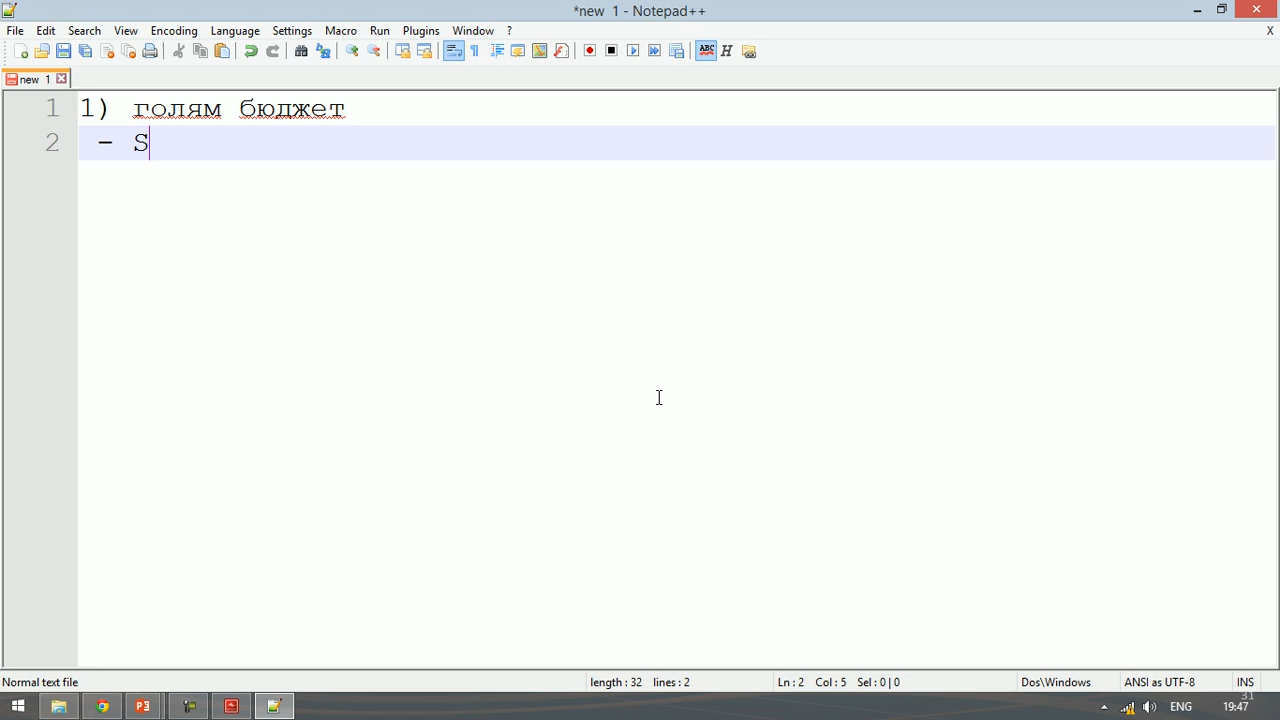 *new 1 - Notepad++
File Edit Search View Encoding Language Settings Macro Run Plugins Window ? X
new 1
1 1) голям бюджет
2 - S
Normal text file length : 32 lines : 2 Ln : 2 Col : 5 Sel : 0 | 0 Dos\Windows ANSI as UTF-8 INS
31
ENG 19:47